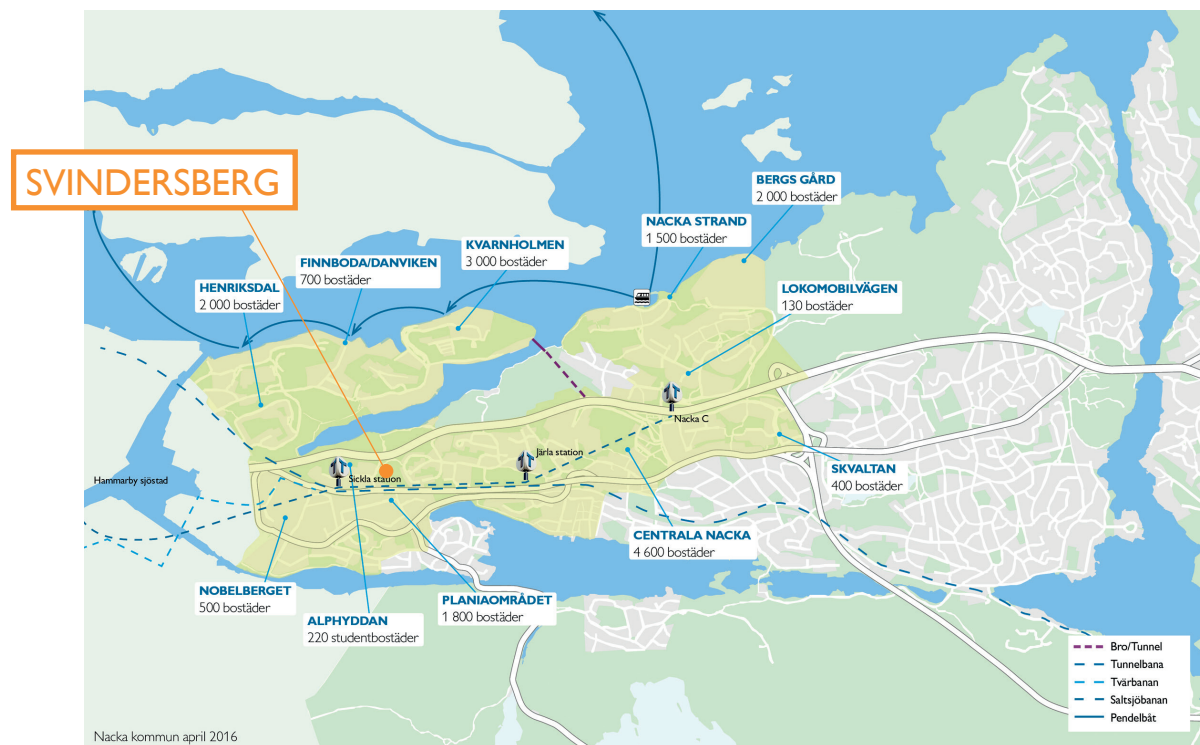 SVINDERSBERG
BERGS GÅRD
2 000 bostäder
NACKA STRAND
1 500 bostäder
KVARNHOLMEN
3 000 bostäder
FINNBODA/DANVIKEN
700 bostäder
HENRIKSDAL
2 000 bostäder
LOKOMOBILVÄGEN
130 bostäder
Nacka C
Järla station
Sickla station
Hammarby sjöstad
SKVALTAN
400 bostäder
CENTRALA NACKA
4 600 bostäder
NOBELBERGET
500 bostäder
PLANIAOMRÅDET
1 800 bostäder
ALPHYDDAN
220 studentbostäder
Bro/Tunnel
Tunnelbana
Tvärbanan
Saltsjöbanan
Pendelbåt
Nacka kommun april 2016